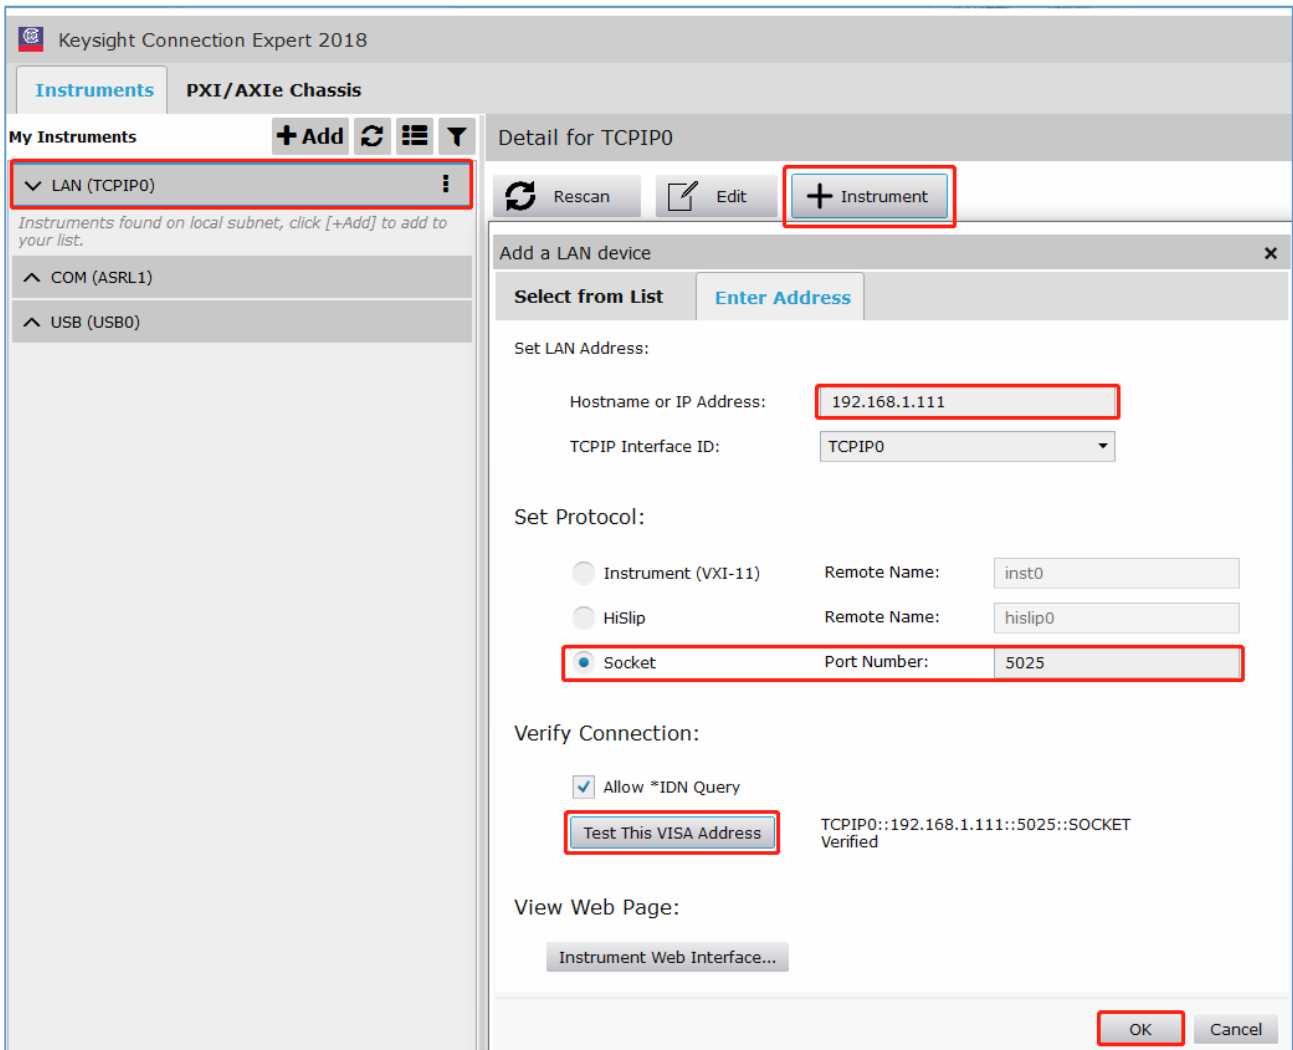 Keysight Connection Expert 2018
Instruments PXI/AXIe Chassis
My Instruments Add
LAN (TCPIP0)
Instruments found on local subnet, click [+Add] to add to
your list.
COM (ASRL1)
USB (USB0)
Detail for TCPIP0
Rescan Edit Instrument
Add a LAN device
Select from List Enter Address
Set LAN Address:
Hostname or IP Address: 192.168.1.111
TCPIP Interface ID: TCPIP0
Set Protocol:
Instrument (VXI-11) Remote Name: inst0
HiSlip Remote Name: hislip0
Socket Port Number: 5025
Verify Connection:
Allow *IDN Query
Test This VISA Address TCPIP0::192.168.1.111::5025::SOCKET
Verified
View Web Page:
Instrument Web Interface...
OK Cancel